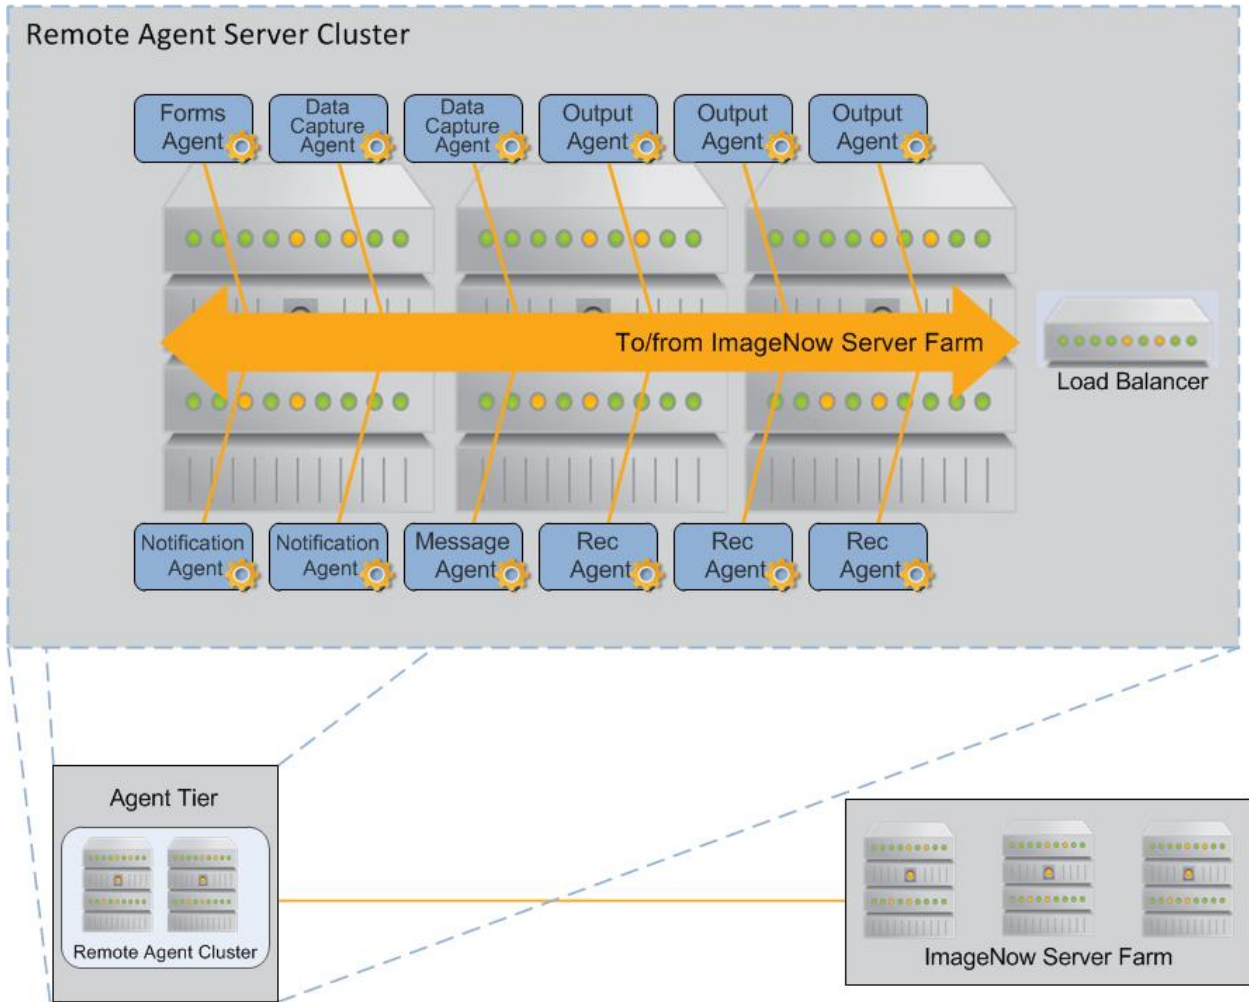 Remote Agent Server Cluster
Forms
Agent
Data
Capture
Agent
Data
Capture
Agent
Output
Agent
Output
Agent
Output
Agent
To/from ImageNow Server Farm
Load Balancer
Notification
Agent
Notification
Agent
Message
Agent
Rec
Agent
Rec
Agent
Rec
Agent
Agent Tier
Remote Agent Cluster
ImageNow Server Farm